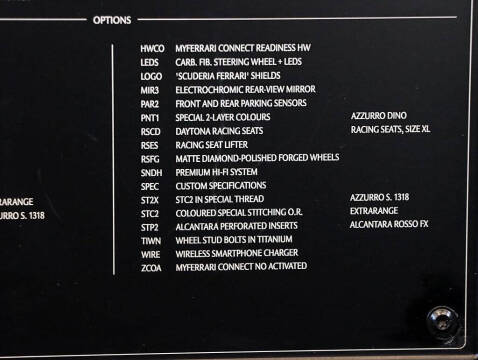 OPTIONS
HWCO MYFERRARI CONNECT READINESS HW
LEDS CARB. FIB. STEERING WHEEL + LEDS
LOGO 'SCUDERIA FERRARI' SHIELDS
MIR3 ELECTROCHROMIC REAR-VIEW MIRROR
PAR2 FRONT AND REAR PARKING SENSORS
PNT1 SPECIAL 2-LAYER COLOURS AZZURRO DINO
RSCD DAYTONA RACING SEATS RACING SEATS, SIZE XL
RSES RACING SEAT LIFTER
RSFG MATTE DIAMOND-POLISHED FORGED WHEELS
SNDH PREMIUM HI-FI SYSTEM
SPEC CUSTOM SPECIFICATIONS
RARANGE ST2X STC2 IN SPECIAL THREAD AZZURRO S. 1318
URRO S. 1318 STC2 COLOURED SPECIAL STITCHING O.R. EXTRARANGE
STP2 ALCANTARA PERFORATED INSERTS ALCANTARA ROSSO FX
TIWN WHEEL STUD BOLTS IN TITANIUM
WIRE WIRELESS SMARTPHONE CHARGER
ZCOA MYFERRARI CONNECT NO ACTIVATED